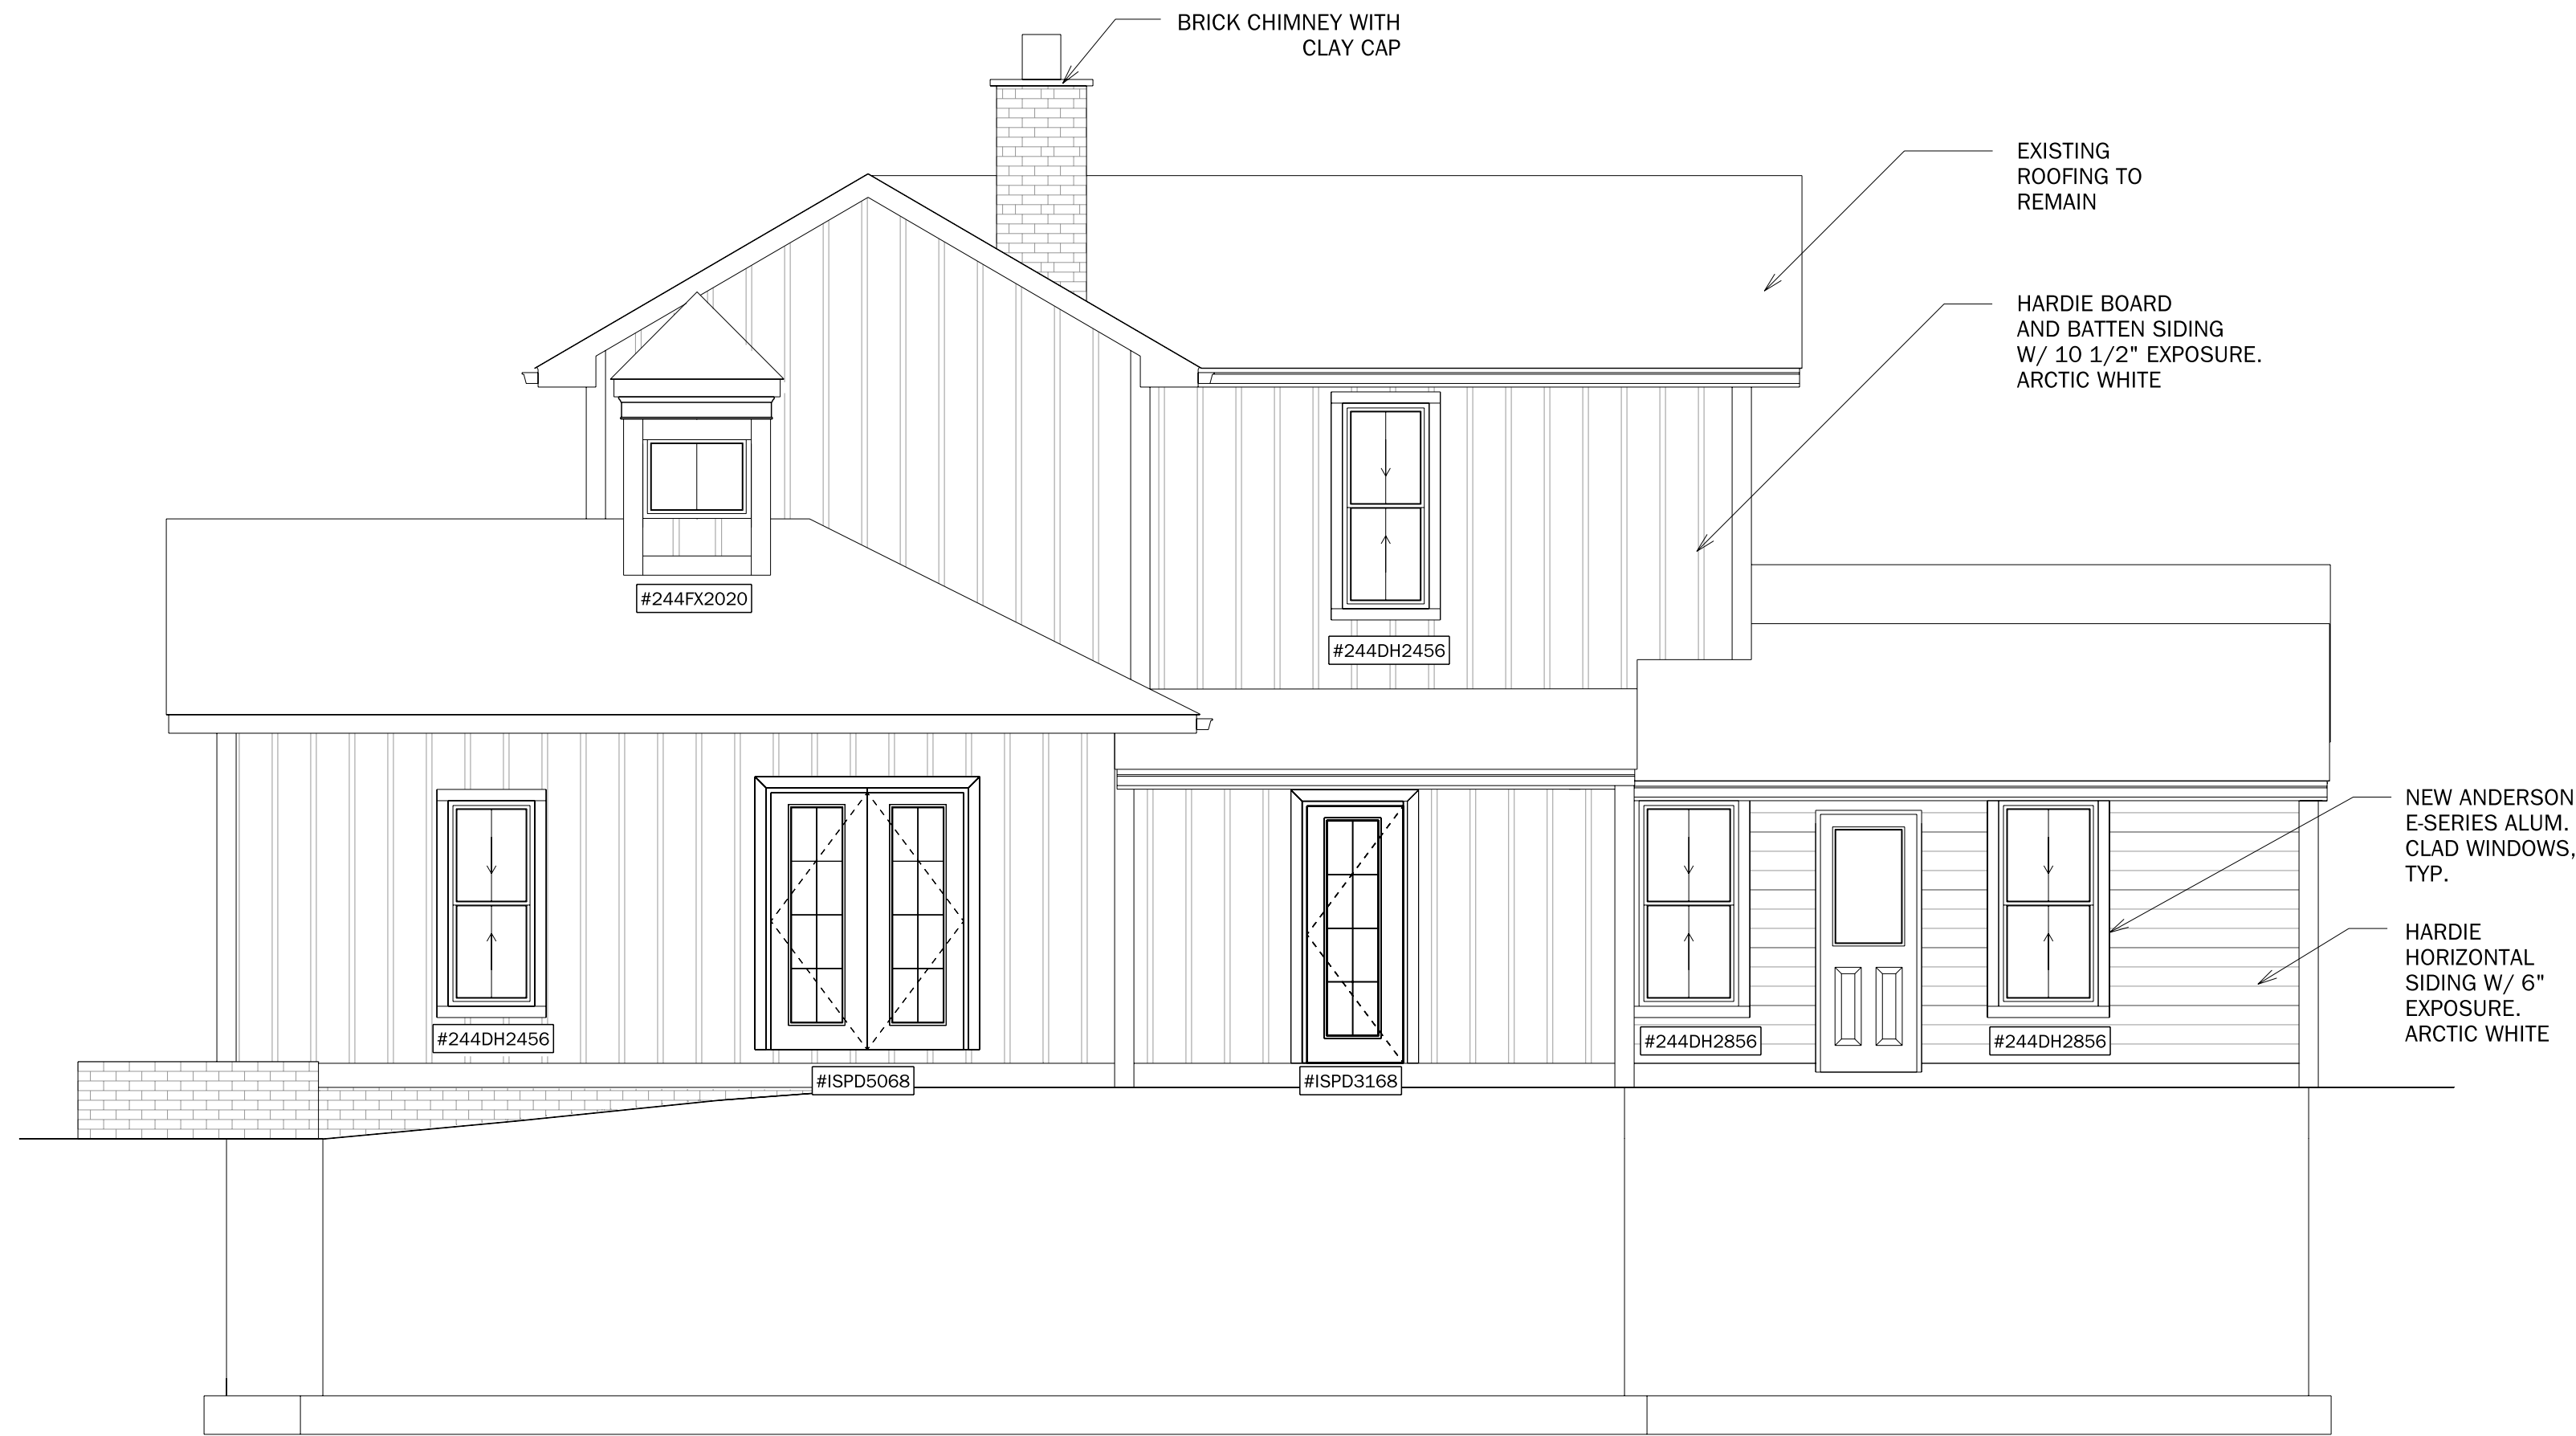 BRICK CHIMNEY WITH
CLAY CAP
EXISTING
ROOFING TO
REMAIN
HARDIE BOARD
AND BATTEN SIDING
W/ 10 1/2" EXPOSURE.
ARCTIC WHITE
#244FX2020
#244DH2456
NEW ANDERSON
E-SERIES ALUM.
CLAD WINDOWS,
TYP.
HARDIE
HORIZONTAL
SIDING W/ 6"
EXPOSURE.
ARCTIC WHITE
#244DH2456
#ISPD5068
#ISPD3168
#244DH2856
#244DH2856